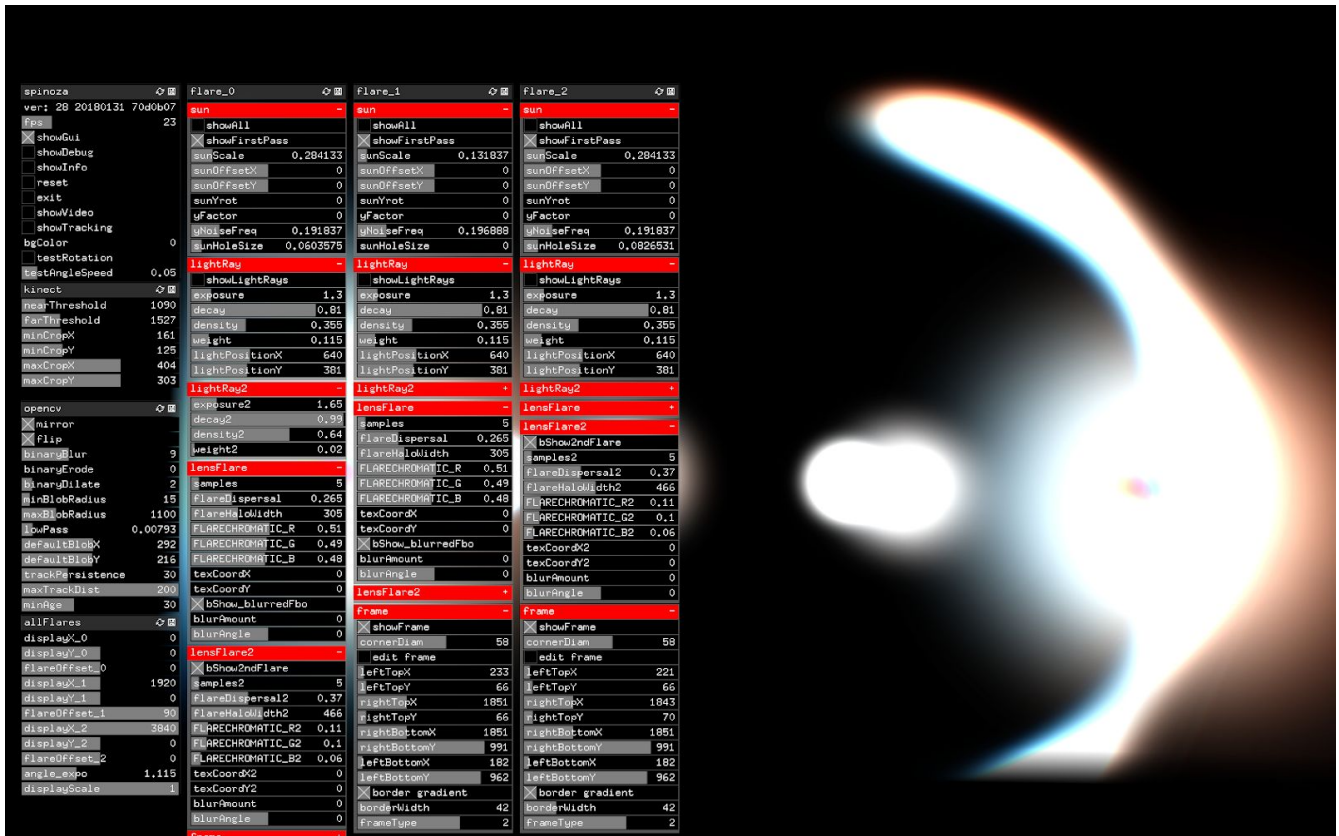 spinoza
ver: 28 20180131 70d0b07
fps 23
showGui
showDebug
showInfo
reset
exit
showVideo
showTracking
bgColor 0
testRotation
testAngleSpeed 0.05
kinect
nearThreshold 1090
farThreshold 1527
minCropX 161
minCropY 125
maxCropX 404
maxCropY 303
opencv
mirror
flip
binaryBlur 9
binaryErode 0
binaryDilate 2
minBlobRadius 15
maxBlobRadius 1100
lowPass 0.00793
defaultBlobX 292
defaultBlobY 216
trackPersistence 30
maxTrackDist 200
minAge 30
allFlares
displayX_0 0
displayY_0 0
flareOffset_0 0
displayX_1 1920
displayY_1 0
flareOffset_1 90
displayX_2 3840
displayY_2 0
flareOffset_2 0
angle_expo 1.115
displayScale 1
flare_0
sun -
showAll
showFirstPass
sunScale 0.284133
sunOffsetX 0
sunOffsetY 0
sunYrot 0
yFactor 0
yNoiseFreq 0.191837
sunHoleSize 0.0603575
lightRay -
showLightRays
exposure 1.3
decay 0.81
density 0.355
weight 0.115
lightPositionX 640
lightPositionY 381
lightRay2 -
exposure2 1.65
decay2 0.99
density2 0.64
weight2 0.02
lensFlare -
samples 5
flareDispersal 0.265
flareHaloWidth 305
FLARECHROMATIC_R 0.51
FLARECHROMATIC_G 0.49
FLARECHROMATIC_B 0.48
texCoordX 0
texCoordY 0
bShow_blurredFbo
blurAmount 0
blurAngle 0
lensFlare2 -
bShow2ndFlare
samples2 5
flareDispersal2 0.37
flareHaloWidth2 466
FLARECHROMATIC_R2 0.11
FLARECHROMATIC_G2 0.1
FLARECHROMATIC_B2 0.06
texCoordX2 0
texCoordY2 0
blurAmount 0
blurAngle 0
flare_1
sun -
showAll
showFirstPass
sunScale 0.131837
sunOffsetX 0
sunOffsetY 0
sunYrot 0
yFactor 0
yNoiseFreq 0.196888
sunHoleSize 0
lightRay -
showLightRays
exposure 1.3
decay 0.81
density 0.355
weight 0.115
lightPositionX 640
lightPositionY 381
lightRay2 +
lensFlare -
samples 5
flareDispersal 0.265
flareHaloWidth 305
FLARECHROMATIC_R 0.51
FLARECHROMATIC_G 0.49
FLARECHROMATIC_B 0.48
texCoordX 0
texCoordY 0
bShow_blurredFbo
blurAmount 0
blurAngle 0
lensFlare2 +
frame -
showFrame
cornerDiam 58
edit frame
leftTopX 233
leftTopY 66
rightTopX 1851
rightTopY 66
rightBottomX 1851
rightBottomY 991
leftBottomX 182
leftBottomY 962
border gradient
borderWidth 42
frameType 2
flare_2
sun -
showAll
showFirstPass
sunScale 0.284133
sunOffsetX 0
sunOffsetY 0
sunYrot 0
yFactor 0
yNoiseFreq 0.191837
sunHoleSize 0.0826531
lightRay -
showLightRays
exposure 1.3
decay 0.81
density 0.355
weight 0.115
lightPositionX 640
lightPositionY 381
lightRay2 +
lensFlare +
lensFlare2 -
bShow2ndFlare
samples2 5
flareDispersal2 0.37
flareHaloWidth2 466
FLARECHROMATIC_R2 0.11
FLARECHROMATIC_G2 0.1
FLARECHROMATIC_B2 0.06
texCoordX2 0
texCoordY2 0
blurAmount 0
blurAngle 0
frame -
showFrame
cornerDiam 58
edit frame
leftTopX 221
leftTopY 66
rightTopX 1843
rightTopY 70
rightBottomX 1851
rightBottomY 991
leftBottomX 182
leftBottomY 962
border gradient
borderWidth 42
frameType 2